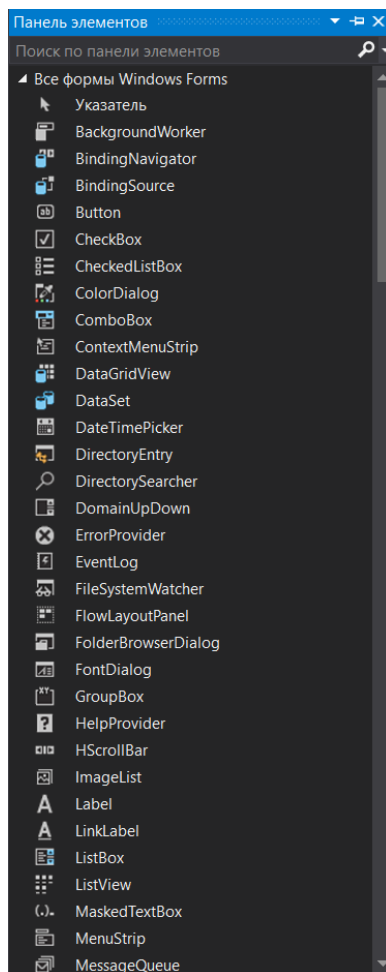 Панель элементов
Поиск по панели элементов
Все формы Windows Forms
Указатель
BackgroundWorker
BindingNavigator
BindingSource
Button
CheckBox
CheckedListBox
ColorDialog
ComboBox
ContextMenuStrip
DataGridView
DataSet
DateTimePicker
DirectoryEntry
DirectorySearcher
DomainUpDown
ErrorProvider
EventLog
FileSystemWatcher
FlowLayoutPanel
FolderBrowserDialog
FontDialog
GroupBox
HelpProvider
HScrollBar
ImageList
Label
LinkLabel
ListBox
ListView
MaskedTextBox
MenuStrip
MessageQueue